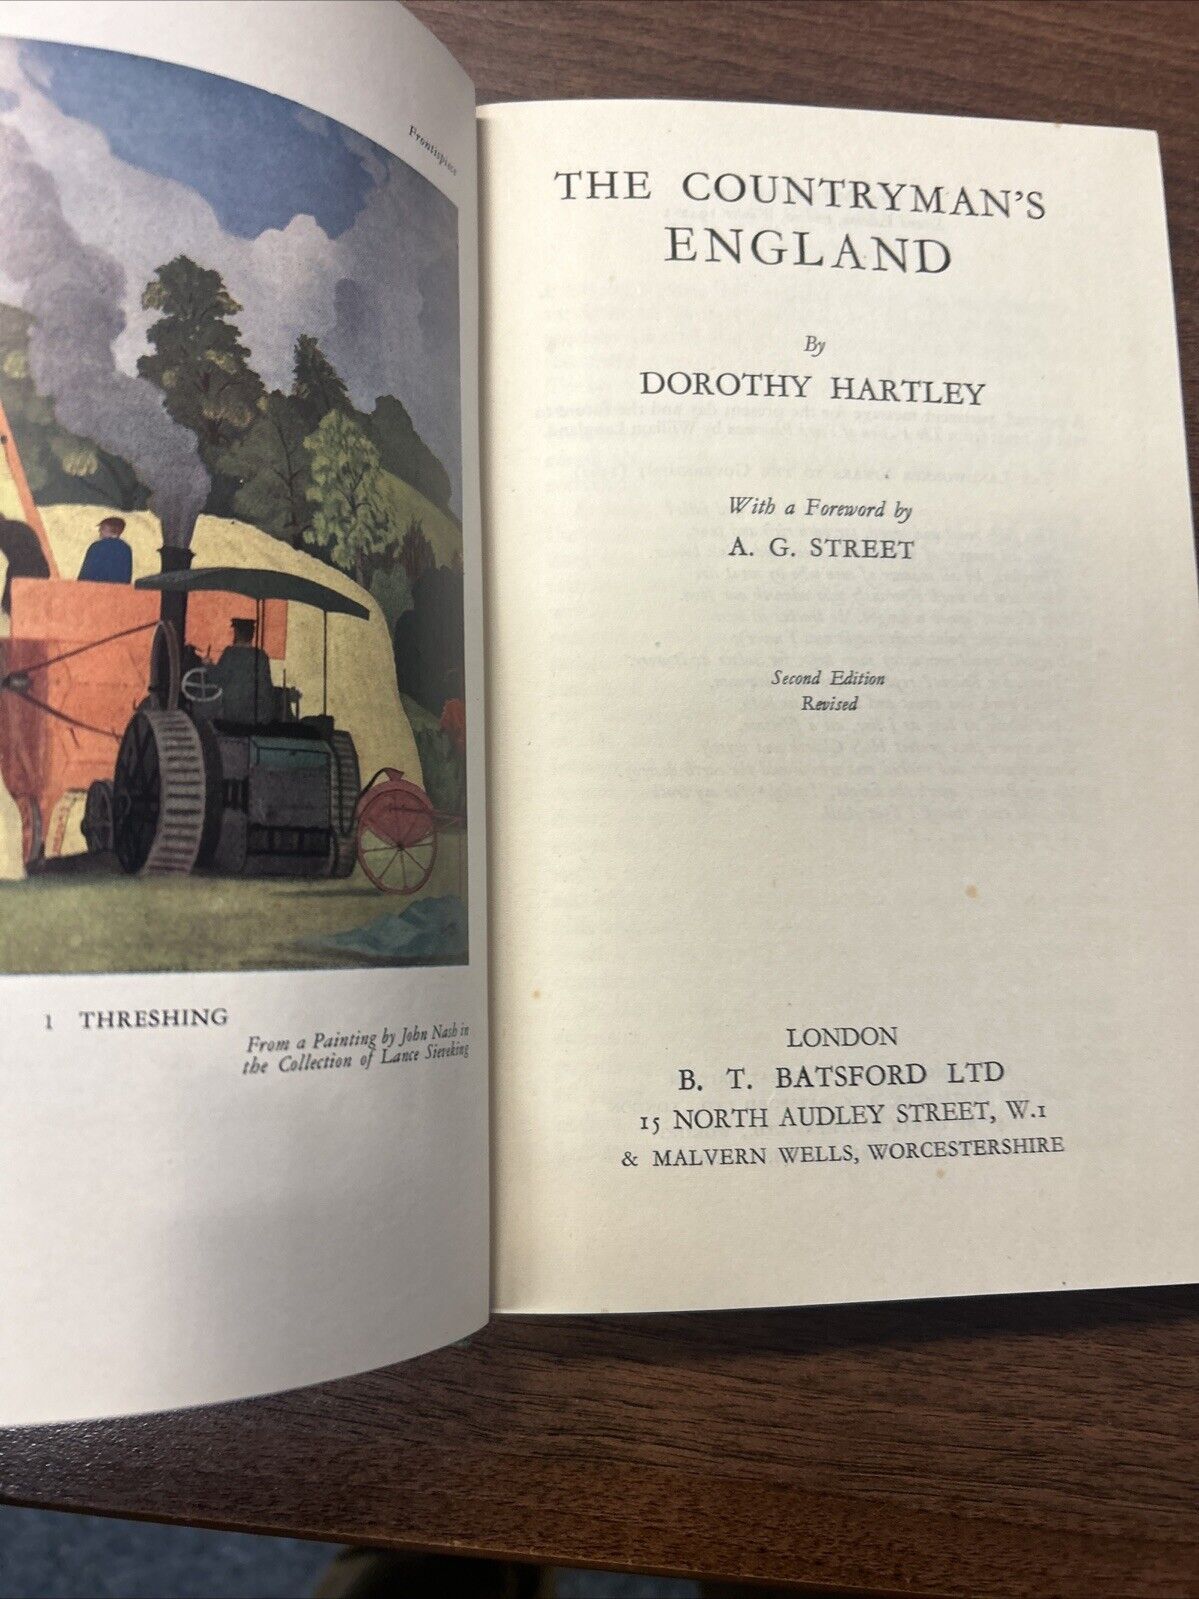 Frontispiece
1 THRESHING
From a Painting by John Nash in
the Collection of Lance Sieveking
THE COUNTRYMAN'S
ENGLAND
By
DOROTHY HARTLEY
With a Foreword by
A. G. STREET
Second Edition
Revised
LONDON
B. T. BATSFORD LTD
15 NORTH AUDLEY STREET, W.1
& MALVERN WELLS, WORCESTERSHIRE